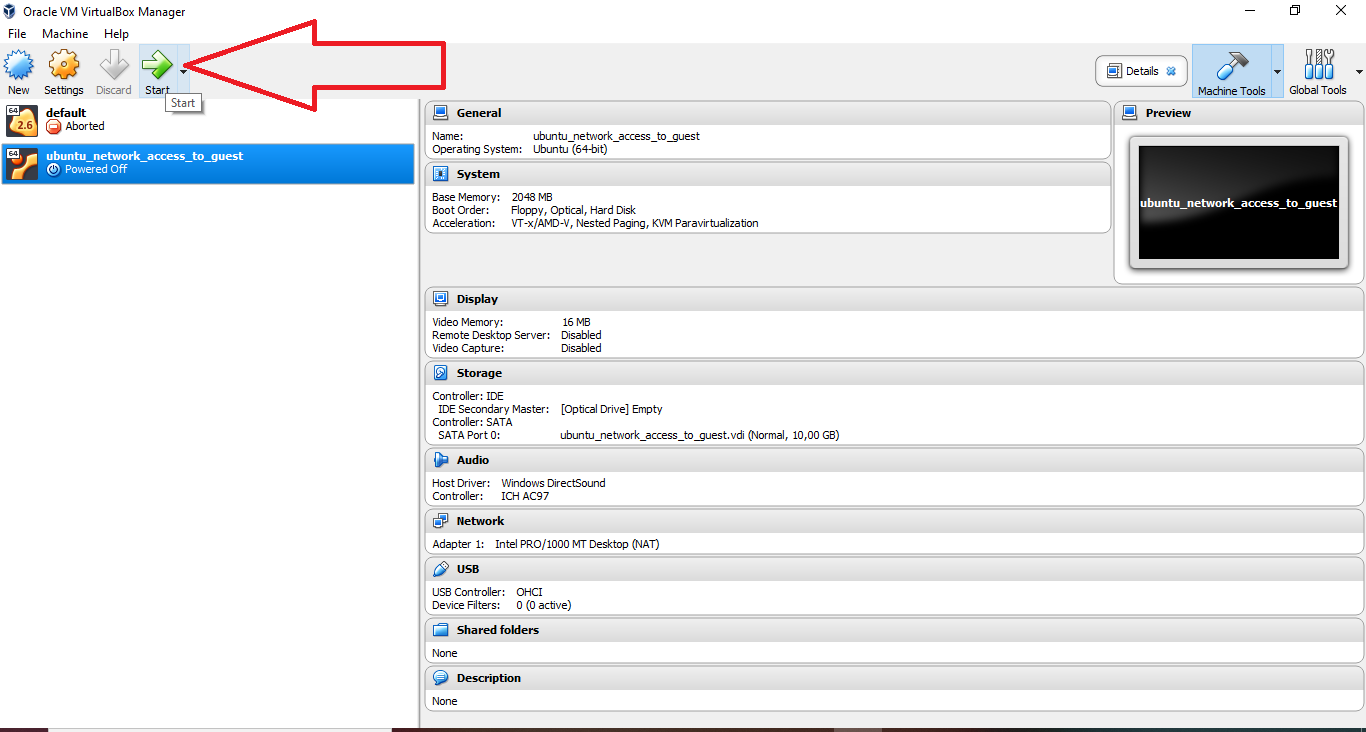 Oracle VM VirtualBox Manager
File Machine Help
New Settings Discard Start
Start
Details
Machine Tools
Global Tools
64
2.6
default
Aborted
64
ubuntu_network_access_to_guest
Powered Off
General
Name: ubuntu_network_access_to_guest
Operating System: Ubuntu (64-bit)
System
Base Memory: 2048 MB
Boot Order: Floppy, Optical, Hard Disk
Acceleration: VT-x/AMD-V, Nested Paging, KVM Paravirtualization
Preview
ubuntu_network_access_to_guest
Display
Video Memory: 16 MB
Remote Desktop Server: Disabled
Video Capture: Disabled
Storage
Controller: IDE
IDE Secondary Master: [Optical Drive] Empty
Controller: SATA
SATA Port 0: ubuntu_network_access_to_guest.vdi (Normal, 10,00 GB)
Audio
Host Driver: Windows DirectSound
Controller: ICH AC97
Network
Adapter 1: Intel PRO/1000 MT Desktop (NAT)
USB
USB Controller: OHCI
Device Filters: 0 (0 active)
Shared folders
None
Description
None